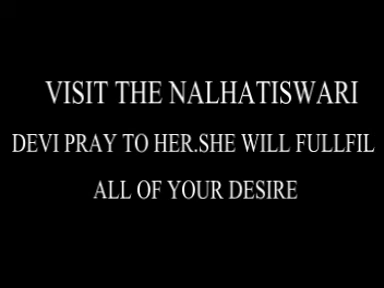 VISIT THE NALHATISWARI
DEVI PRAY TO HER.SHE WILL FULLFIL
ALL OF YOUR DESIRE